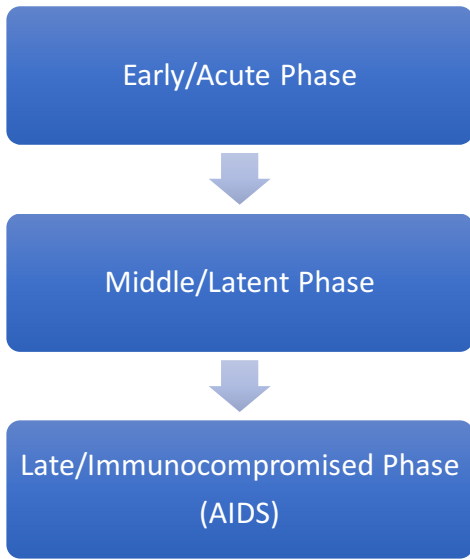 Early/Acute Phase
Middle/Latent Phase
Late/Immunocompromised Phase
(AIDS)